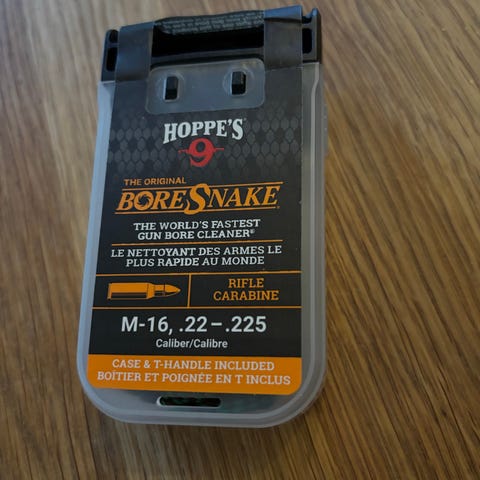 HOPPE'S
9
THE ORIGINAL
BORESNAKE®
THE WORLD'S FASTEST
GUN BORE CLEANER®
LE NETTOYANT DES ARMES LE
PLUS RAPIDE AU MONDE
RIFLE
CARABINE
M-16, .22–.225
Caliber/Calibre
CASE & T-HANDLE INCLUDED
BOÎTIER ET POIGNÉE EN T INCLUS